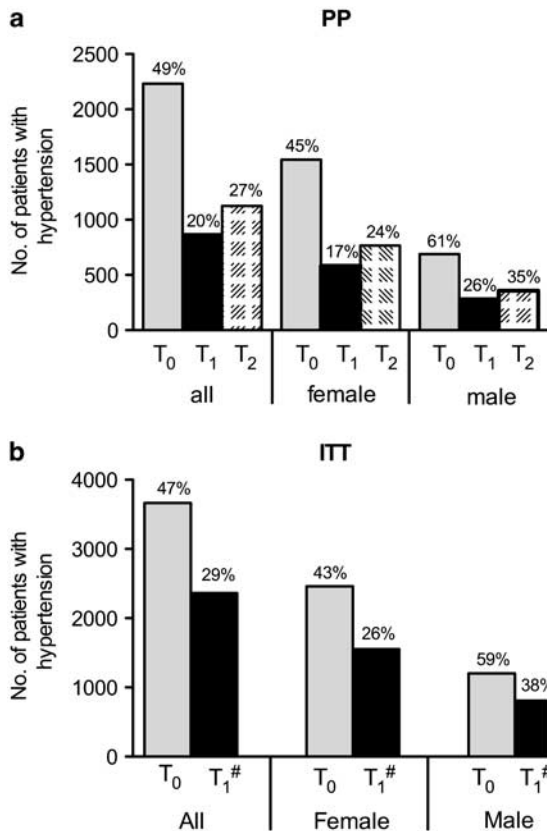 a PP
2500
2000
1500
1000
500
0
No. of patients with
hypertension
49%
20%
27%
45%
17%
24%
61%
26%
35%
T0 T1 T2 T0 T1 T2 T0 T1 T2
all female male
b ITT
4000
3000
2000
1000
0
No. of patients with
hypertension
47%
29%
43%
26%
59%
38%
T0 T1# T0 T1# T0 T1#
All Female Male